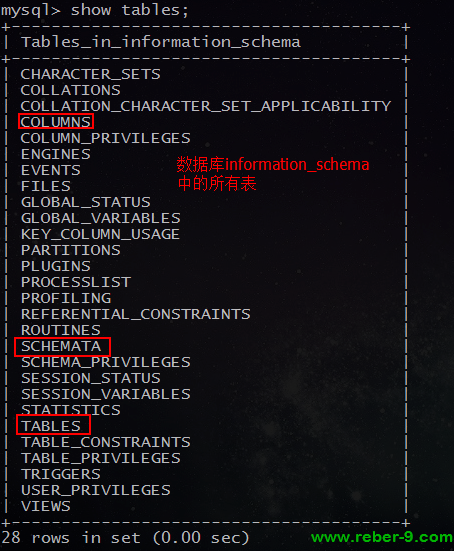 mysql> show tables;
+---------------------------------------+
| Tables_in_information_schema |
+---------------------------------------+
| CHARACTER_SETS |
| COLLATIONS |
| COLLATION_CHARACTER_SET_APPLICABILITY |
| COLUMNS |
| COLUMN_PRIVILEGES |
| ENGINES |
| EVENTS |
| FILES |
| GLOBAL_STATUS |
| GLOBAL_VARIABLES |
| KEY_COLUMN_USAGE |
| PARTITIONS |
| PLUGINS |
| PROCESSLIST |
| PROFILING |
| REFERENTIAL_CONSTRAINTS |
| ROUTINES |
| SCHEMATA |
| SCHEMA_PRIVILEGES |
| SESSION_STATUS |
| SESSION_VARIABLES |
| STATISTICS |
| TABLES |
| TABLE_CONSTRAINTS |
| TABLE_PRIVILEGES |
| TRIGGERS |
| USER_PRIVILEGES |
| VIEWS |
+---------------------------------------+
28 rows in set (0.00 sec)
数据库information_schema
中的所有表
www.reber-9.com